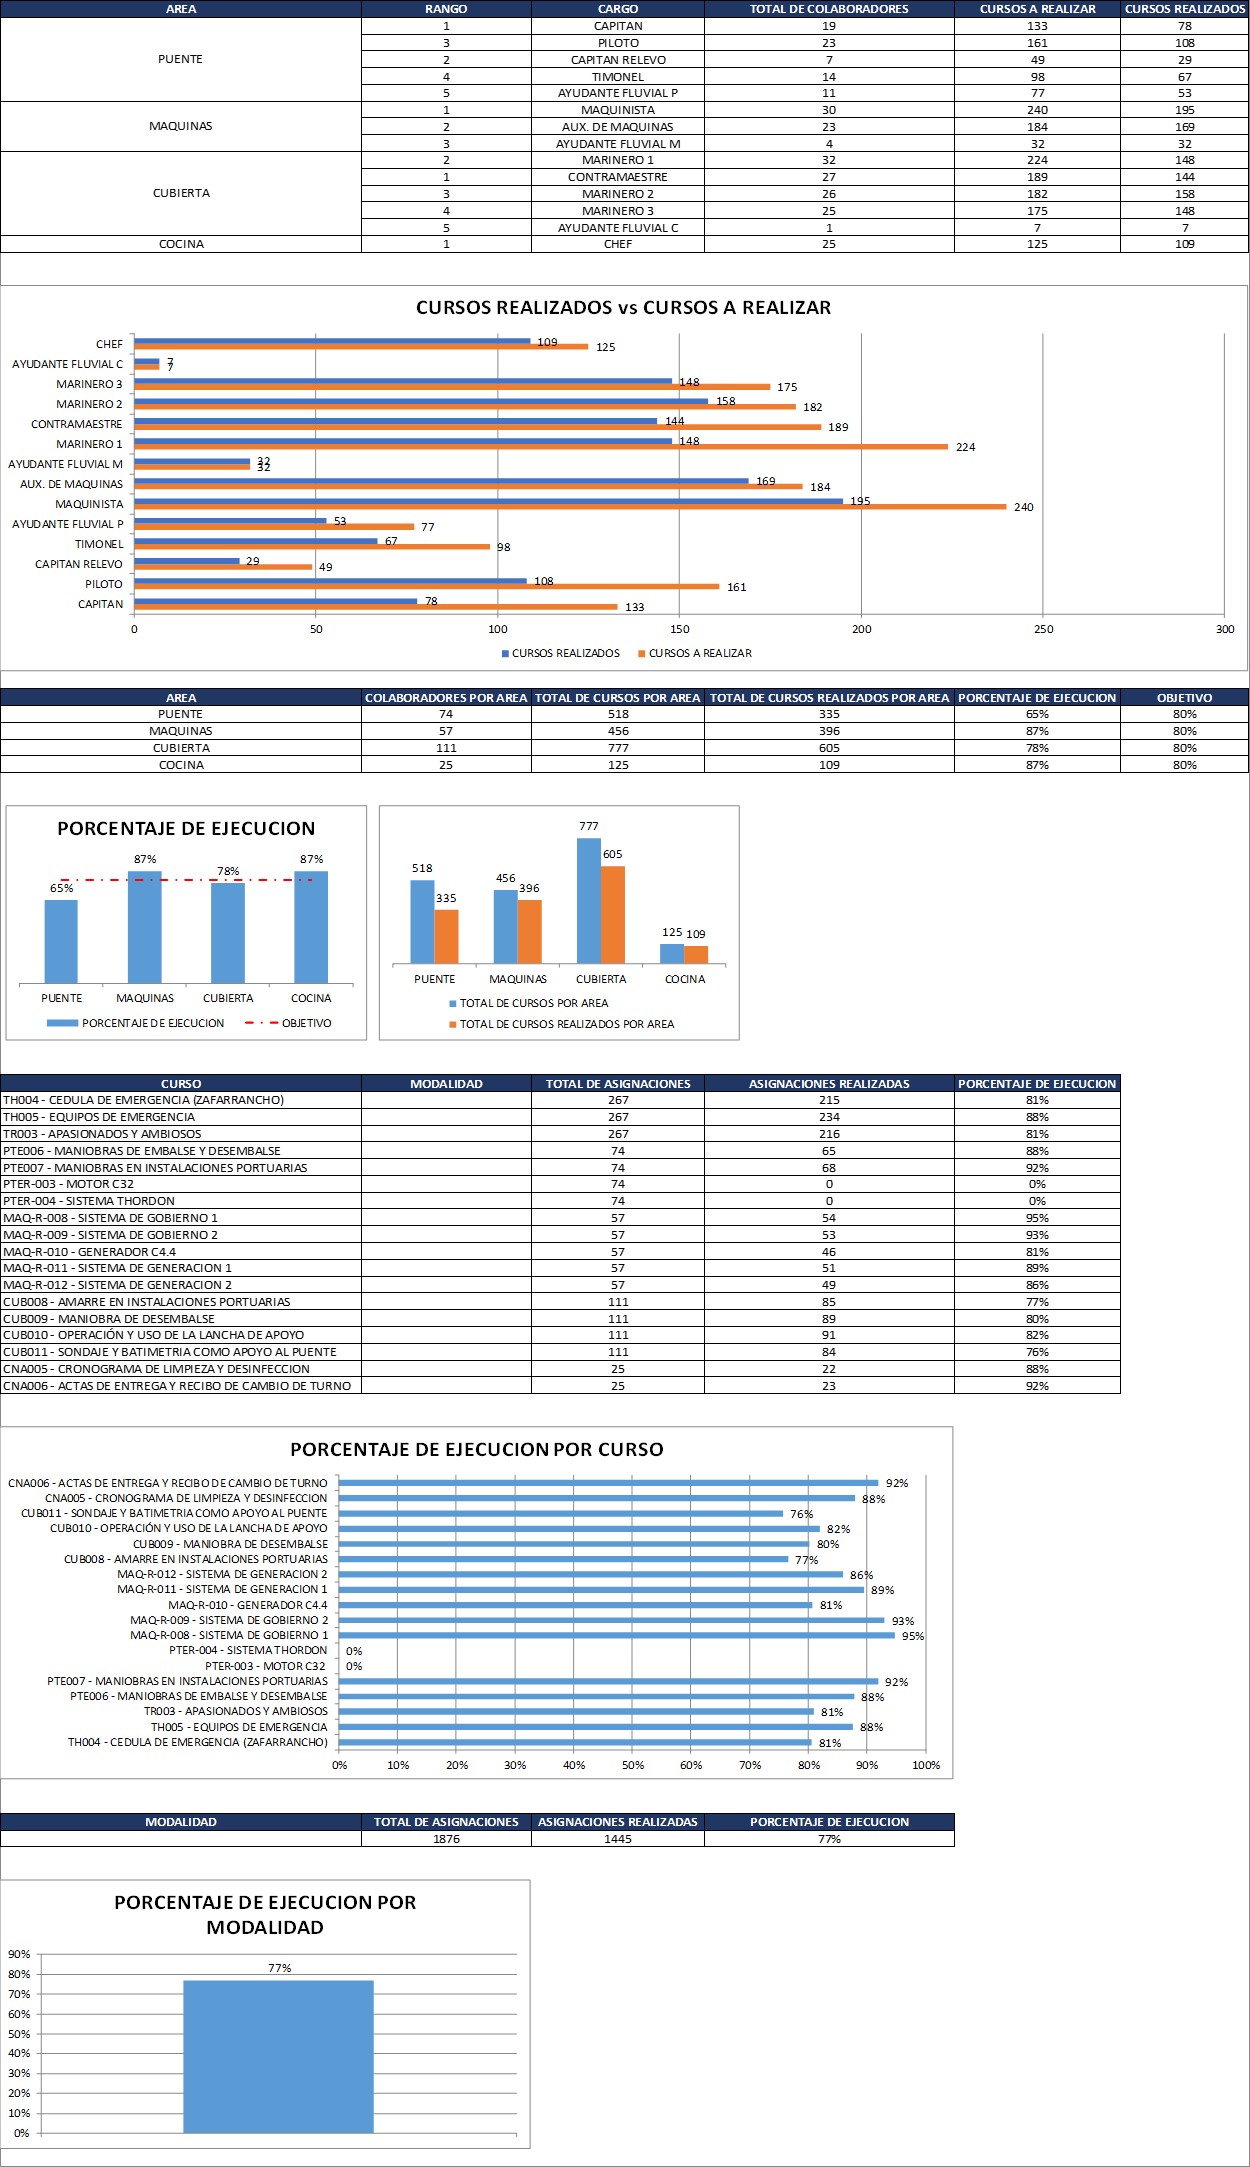 AREA RANGO CARGO TOTAL DE COLABORADORES CURSOS A REALIZAR CURSOS REALIZADOS
PUENTE 1 CAPITAN 19 133 78
3 PILOTO 23 161 108
2 CAPITAN RELEVO 7 49 29
4 TIMONEL 14 98 67
5 AYUDANTE FLUVIAL P 11 77 53
MAQUINAS 1 MAQUINISTA 30 240 195
2 AUX. DE MAQUINAS 23 184 169
3 AYUDANTE FLUVIAL M 4 32 32
CUBIERTA 2 MARINERO 1 32 224 148
1 CONTRAMAESTRE 27 189 144
3 MARINERO 2 26 182 158
4 MARINERO 3 25 175 148
5 AYUDANTE FLUVIAL C 1 7 7
COCINA 1 CHEF 25 125 109
CURSOS REALIZADOS vs CURSOS A REALIZAR
CHEF 109 125
AYUDANTE FLUVIAL C 7 7
MARINERO 3 148 175
MARINERO 2 158 182
CONTRAMAESTRE 144 189
MARINERO 1 148 224
AYUDANTE FLUVIAL M 32 32
AUX. DE MAQUINAS 169 184
MAQUINISTA 195 240
AYUDANTE FLUVIAL P 53 77
TIMONEL 67 98
CAPITAN RELEVO 29 49
PILOTO 108 161
CAPITAN 78 133
0 50 100 150 200 250 300
CURSOS REALIZADOS CURSOS A REALIZAR
AREA COLABORADORES POR AREA TOTAL DE CURSOS POR AREA TOTAL DE CURSOS REALIZADOS POR AREA PORCENTAJE DE EJECUCION OBJETIVO
PUENTE 74 518 335 65% 80%
MAQUINAS 57 456 396 87% 80%
CUBIERTA 111 777 605 78% 80%
COCINA 25 125 109 87% 80%
PORCENTAJE DE EJECUCION
65% 87% 78% 87%
PUENTE MAQUINAS CUBIERTA COCINA
PORCENTAJE DE EJECUCION OBJETIVO
518 335 456 396 777 605 125 109
PUENTE MAQUINAS CUBIERTA COCINA
TOTAL DE CURSOS POR AREA
TOTAL DE CURSOS REALIZADOS POR AREA
CURSO MODALIDAD TOTAL DE ASIGNACIONES ASIGNACIONES REALIZADAS PORCENTAJE DE EJECUCION
TH004 - CEDULA DE EMERGENCIA (ZAFARRANCHO) 267 215 81%
TH005 - EQUIPOS DE EMERGENCIA 267 234 88%
TR003 - APASIONADOS Y AMBIOSOS 267 216 81%
PTE006 - MANIOBRAS DE EMBALSE Y DESEMBALSE 74 65 88%
PTE007 - MANIOBRAS EN INSTALACIONES PORTUARIAS 74 68 92%
PTER-003 - MOTOR C32 74 0 0%
PTER-004 - SISTEMA THORDON 74 0 0%
MAQ-R-008 - SISTEMA DE GOBIERNO 1 57 54 95%
MAQ-R-009 - SISTEMA DE GOBIERNO 2 57 53 93%
MAQ-R-010 - GENERADOR C4.4 57 46 81%
MAQ-R-011 - SISTEMA DE GENERACION 1 57 51 89%
MAQ-R-012 - SISTEMA DE GENERACION 2 57 49 86%
CUB008 - AMARRE EN INSTALACIONES PORTUARIAS 111 85 77%
CUB009 - MANIOBRA DE DESEMBALSE 111 89 80%
CUB010 - OPERACIÓN Y USO DE LA LANCHA DE APOYO 111 91 82%
CUB011 - SONDAJE Y BATIMETRIA COMO APOYO AL PUENTE 111 84 76%
CNA005 - CRONOGRAMA DE LIMPIEZA Y DESINFECCION 25 22 88%
CNA006 - ACTAS DE ENTREGA Y RECIBO DE CAMBIO DE TURNO 25 23 92%
PORCENTAJE DE EJECUCION POR CURSO
CNA006 - ACTAS DE ENTREGA Y RECIBO DE CAMBIO DE TURNO 92%
CNA005 - CRONOGRAMA DE LIMPIEZA Y DESINFECCION 88%
CUB011 - SONDAJE Y BATIMETRIA COMO APOYO AL PUENTE 76%
CUB010 - OPERACIÓN Y USO DE LA LANCHA DE APOYO 82%
CUB009 - MANIOBRA DE DESEMBALSE 80%
CUB008 - AMARRE EN INSTALACIONES PORTUARIAS 77%
MAQ-R-012 - SISTEMA DE GENERACION 2 86%
MAQ-R-011 - SISTEMA DE GENERACION 1 89%
MAQ-R-010 - GENERADOR C4.4 81%
MAQ-R-009 - SISTEMA DE GOBIERNO 2 93%
MAQ-R-008 - SISTEMA DE GOBIERNO 1 95%
PTER-004 - SISTEMA THORDON 0%
PTER-003 - MOTOR C32 0%
PTE007 - MANIOBRAS EN INSTALACIONES PORTUARIAS 92%
PTE006 - MANIOBRAS DE EMBALSE Y DESEMBALSE 88%
TR003 - APASIONADOS Y AMBIOSOS 81%
TH005 - EQUIPOS DE EMERGENCIA 88%
TH004 - CEDULA DE EMERGENCIA (ZAFARRANCHO) 81%
0% 10% 20% 30% 40% 50% 60% 70% 80% 90% 100%
MODALIDAD TOTAL DE ASIGNACIONES ASIGNACIONES REALIZADAS PORCENTAJE DE EJECUCION
1876 1445 77%
PORCENTAJE DE EJECUCION POR
MODALIDAD
90%
77%
80%
70%
60%
50%
40%
30%
20%
10%
0%